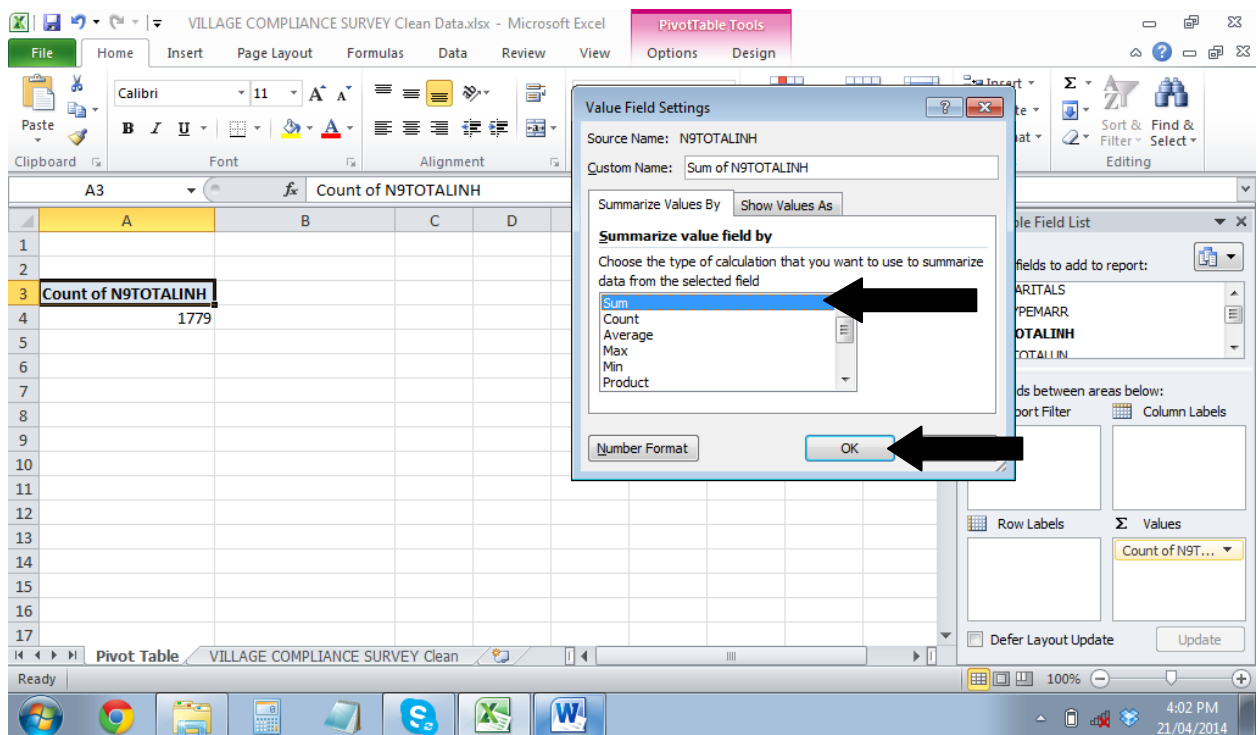 VILLAGE COMPLIANCE SURVEY Clean Data.xlsx - Microsoft Excel
PivotTable Tools
File Home Insert Page Layout Formulas Data Review View Options Design
Paste
Calibri 11
B I U
Insert
Sort & Find &
Filter Select
Clipboard Font Alignment Editing
A3 fx Count of N9TOTALINH
A B C D
1
2
3 Count of N9TOTALINH
4 1779
5
6
7
8
9
10
11
12
13
14
15
16
17
Value Field Settings
Source Name: N9TOTALINH
Custom Name: Sum of N9TOTALINH
Summarize Values By Show Values As
Summarize value field by
Choose the type of calculation that you want to use to summarize
data from the selected field
Sum
Count
Average
Max
Min
Product
Number Format OK
ble Field List
fields to add to report:
ARITALS
YPEMARR
OTALINH
ds between areas below:
port Filter Column Labels
Row Labels Σ Values
Count of N9T...
Defer Layout Update Update
Pivot Table VILLAGE COMPLIANCE SURVEY Clean
Ready 100%
4:02 PM
21/04/2014